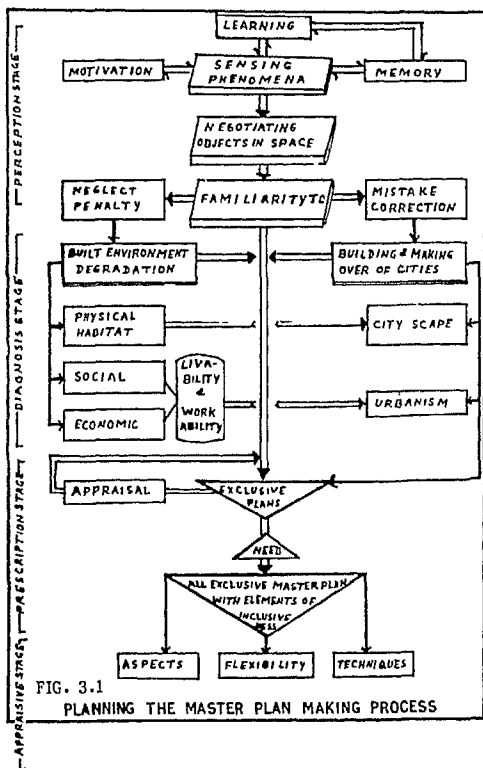 LEARNING
MOTIVATION
SENSING
PHENOMENA
MEMORY
NEGOTIATING
OBJECTS IN SPACE
NEGLECT
PENALTY
FAMILIARITY TO
MISTAKE
CORRECTION
BUILT ENVIRONMENT
DEGRADATION
BUILDING & MAKING
OVER OF CITIES
PHYSICAL
HABITAT
CITY SCAPE
SOCIAL
LIVA-
BILITY
&
WORK
ABILITY
ECONOMIC
URBANISM
APPRAISAL
EXCLUSIVE
PLANS
NEED
ALL EXCLUSIVE MASTER PLAN
WITH ELEMENTS OF
INCLUSIVE
NESS
ASPECTS
FLEXIBILITY
TECHNIQUES
PERCEPTION STAGE
DIAGNOSIS STAGE
PRESCRIPTION STAGE
APPRAISIVE STAGE
FIG. 3.1
PLANNING THE MASTER PLAN MAKING PROCESS